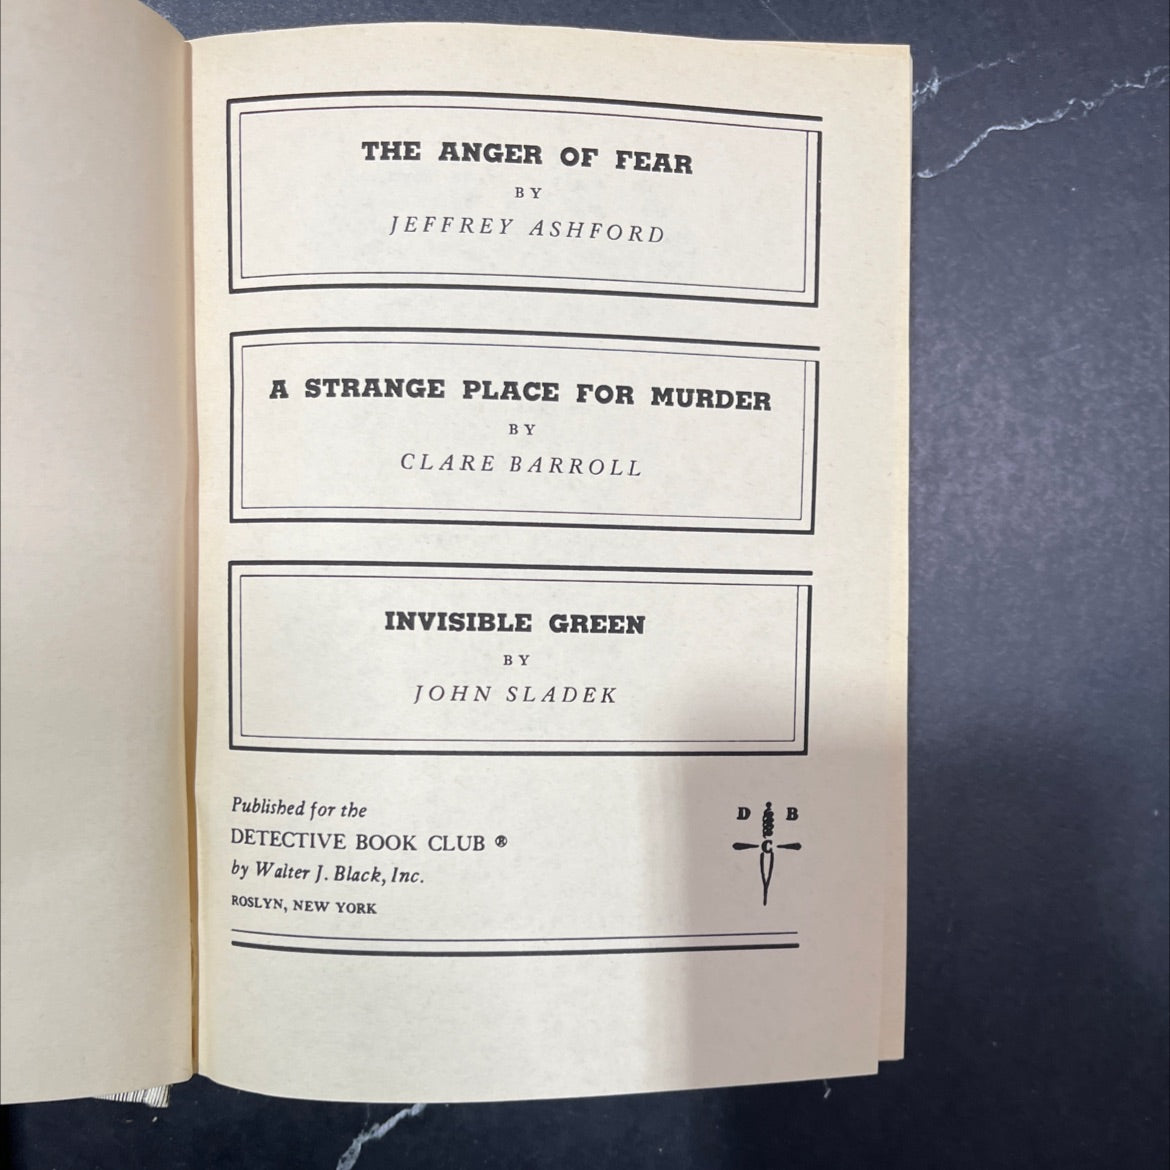 THE ANGER OF FEAR
BY
JEFFREY ASHFORD
A STRANGE PLACE FOR MURDER
BY
CLARE BARROLL
INVISIBLE GREEN
BY
JOHN SLADEK
Published for the
DETECTIVE BOOK CLUB ®
by Walter J. Black, Inc.
ROSLYN, NEW YORK
D B
C